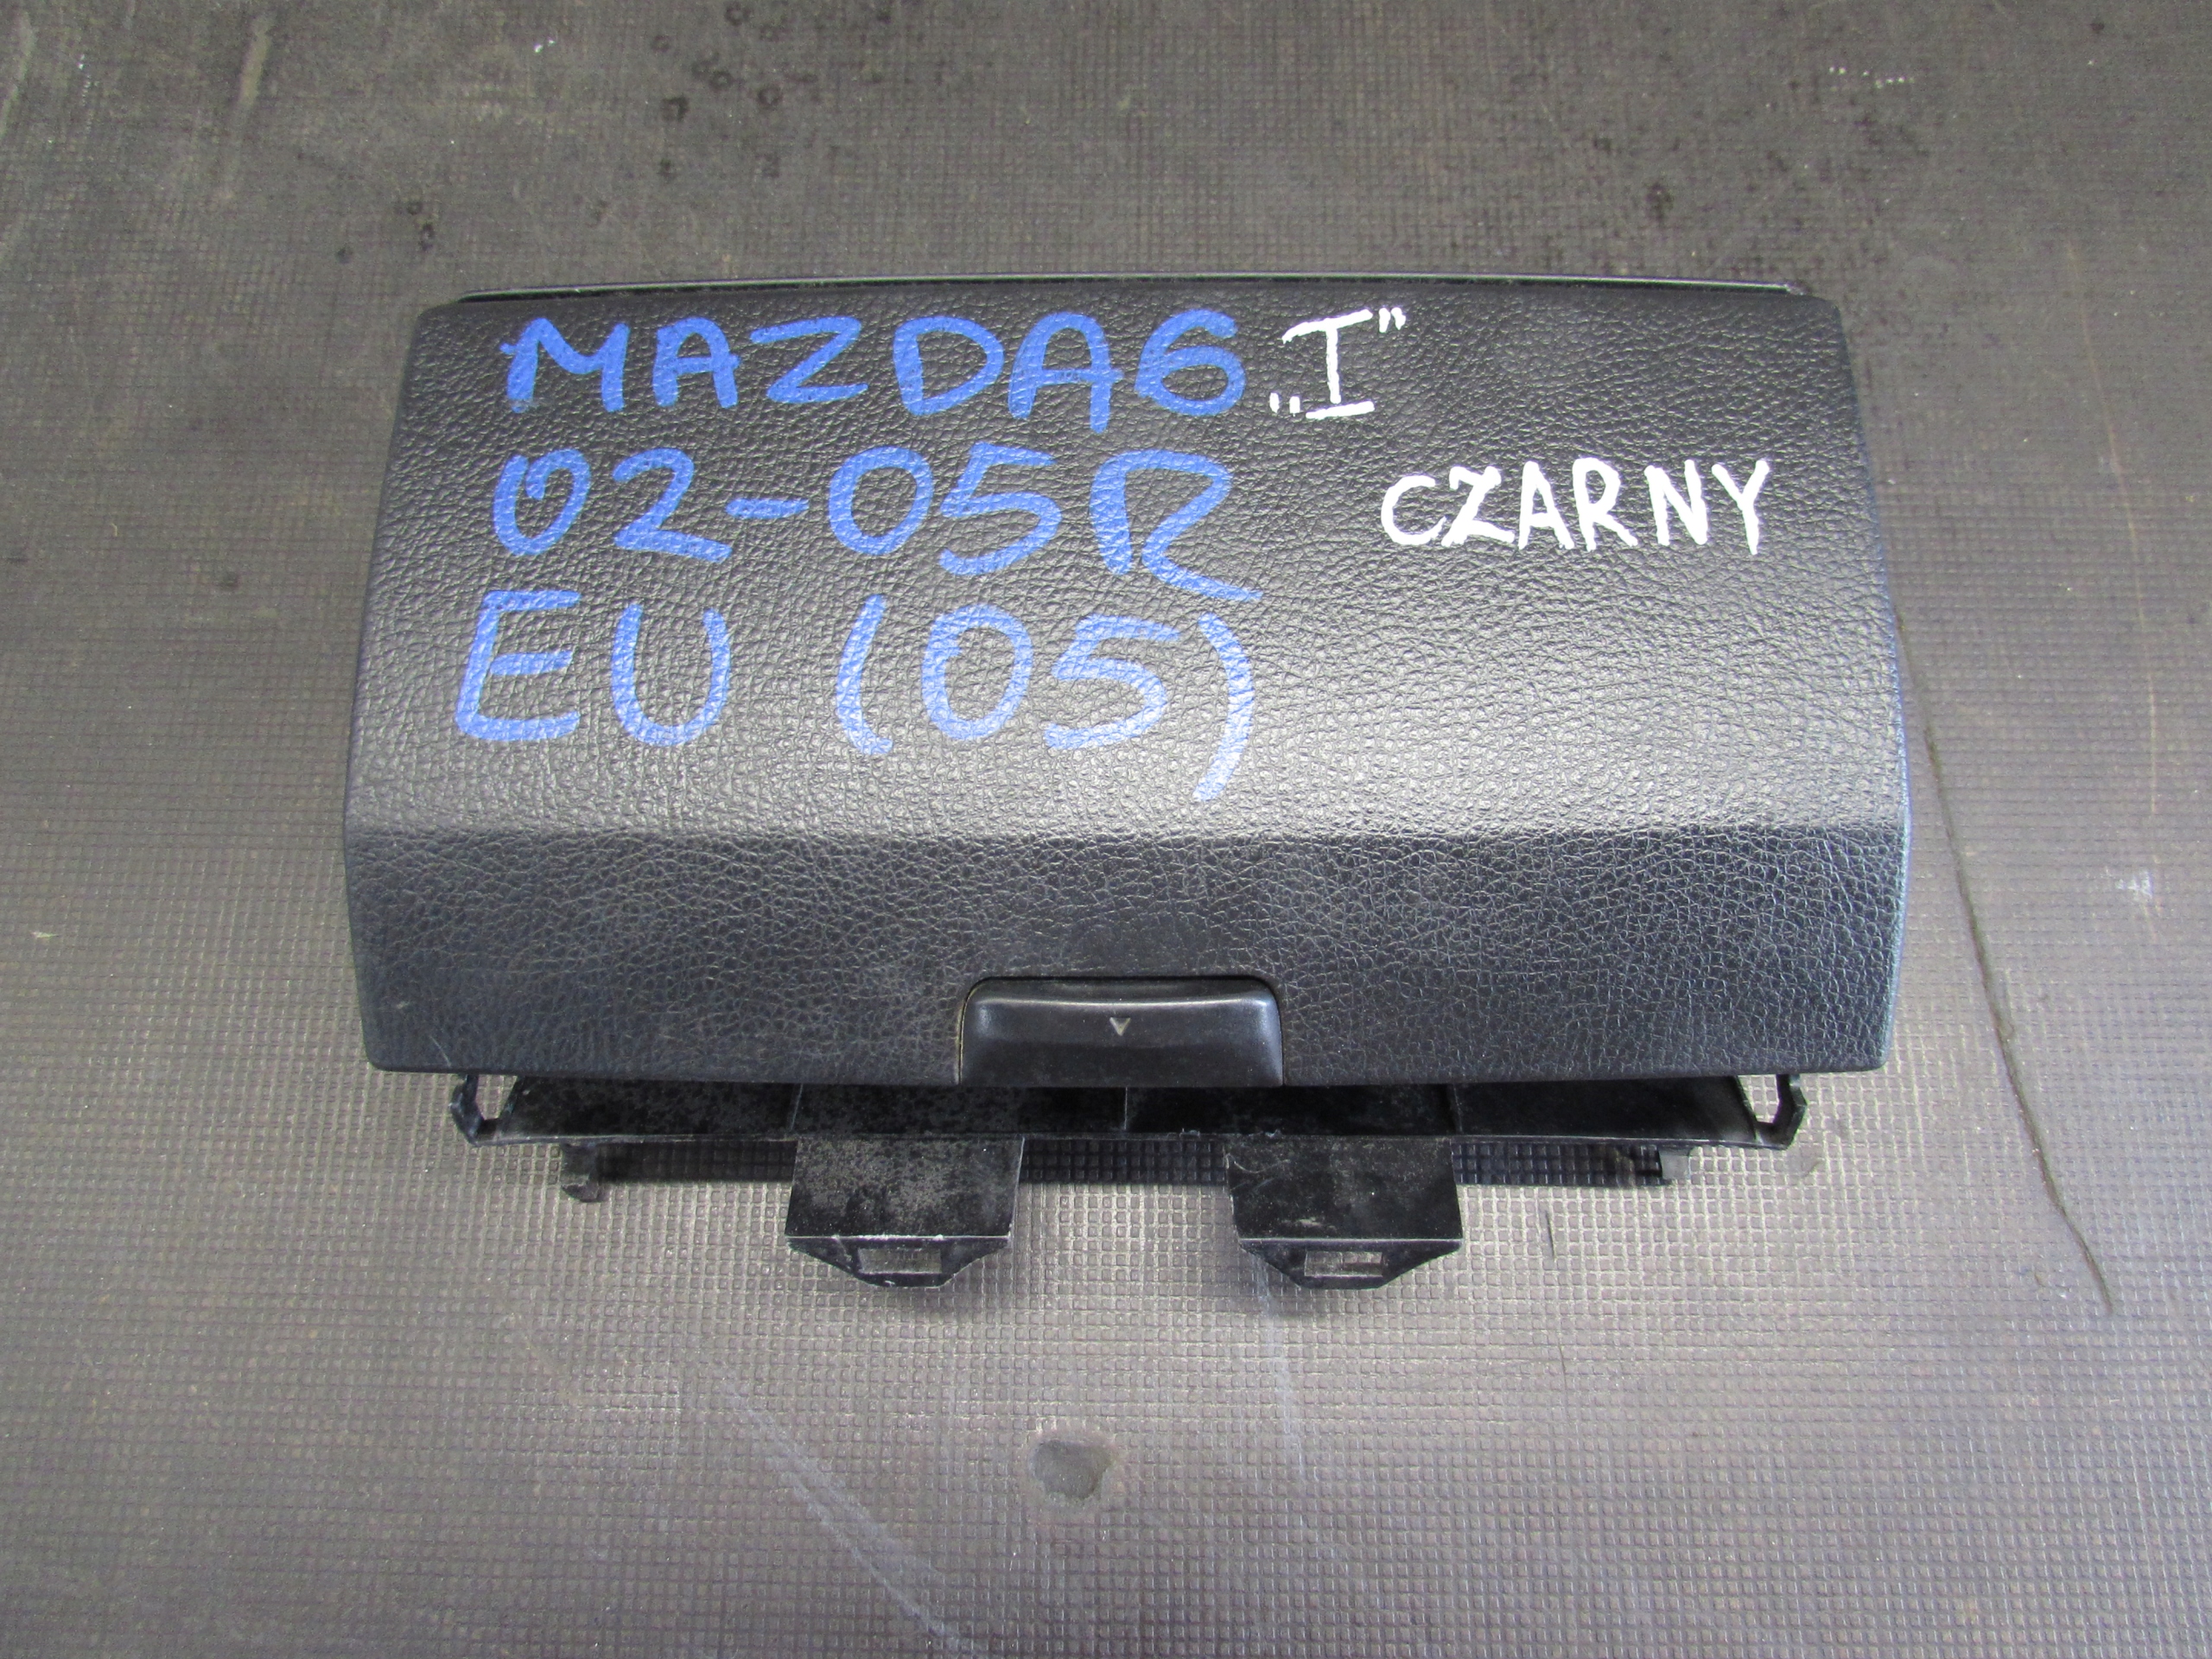 MAZDA6 „I”
02-05R CZARNY
EU (05)